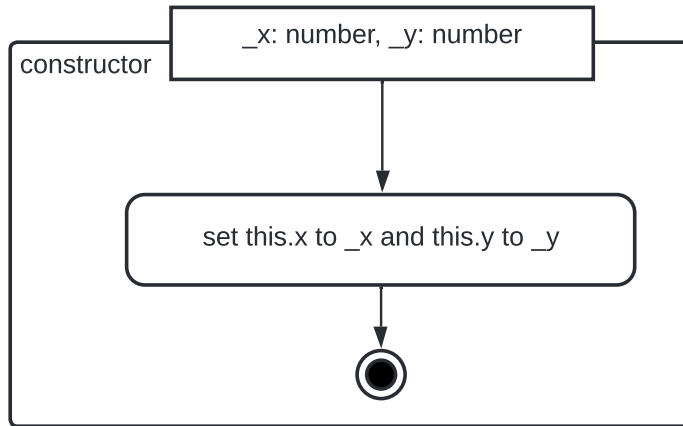 _x: number, _y: number
constructor
set this.x to _x and this.y to _y